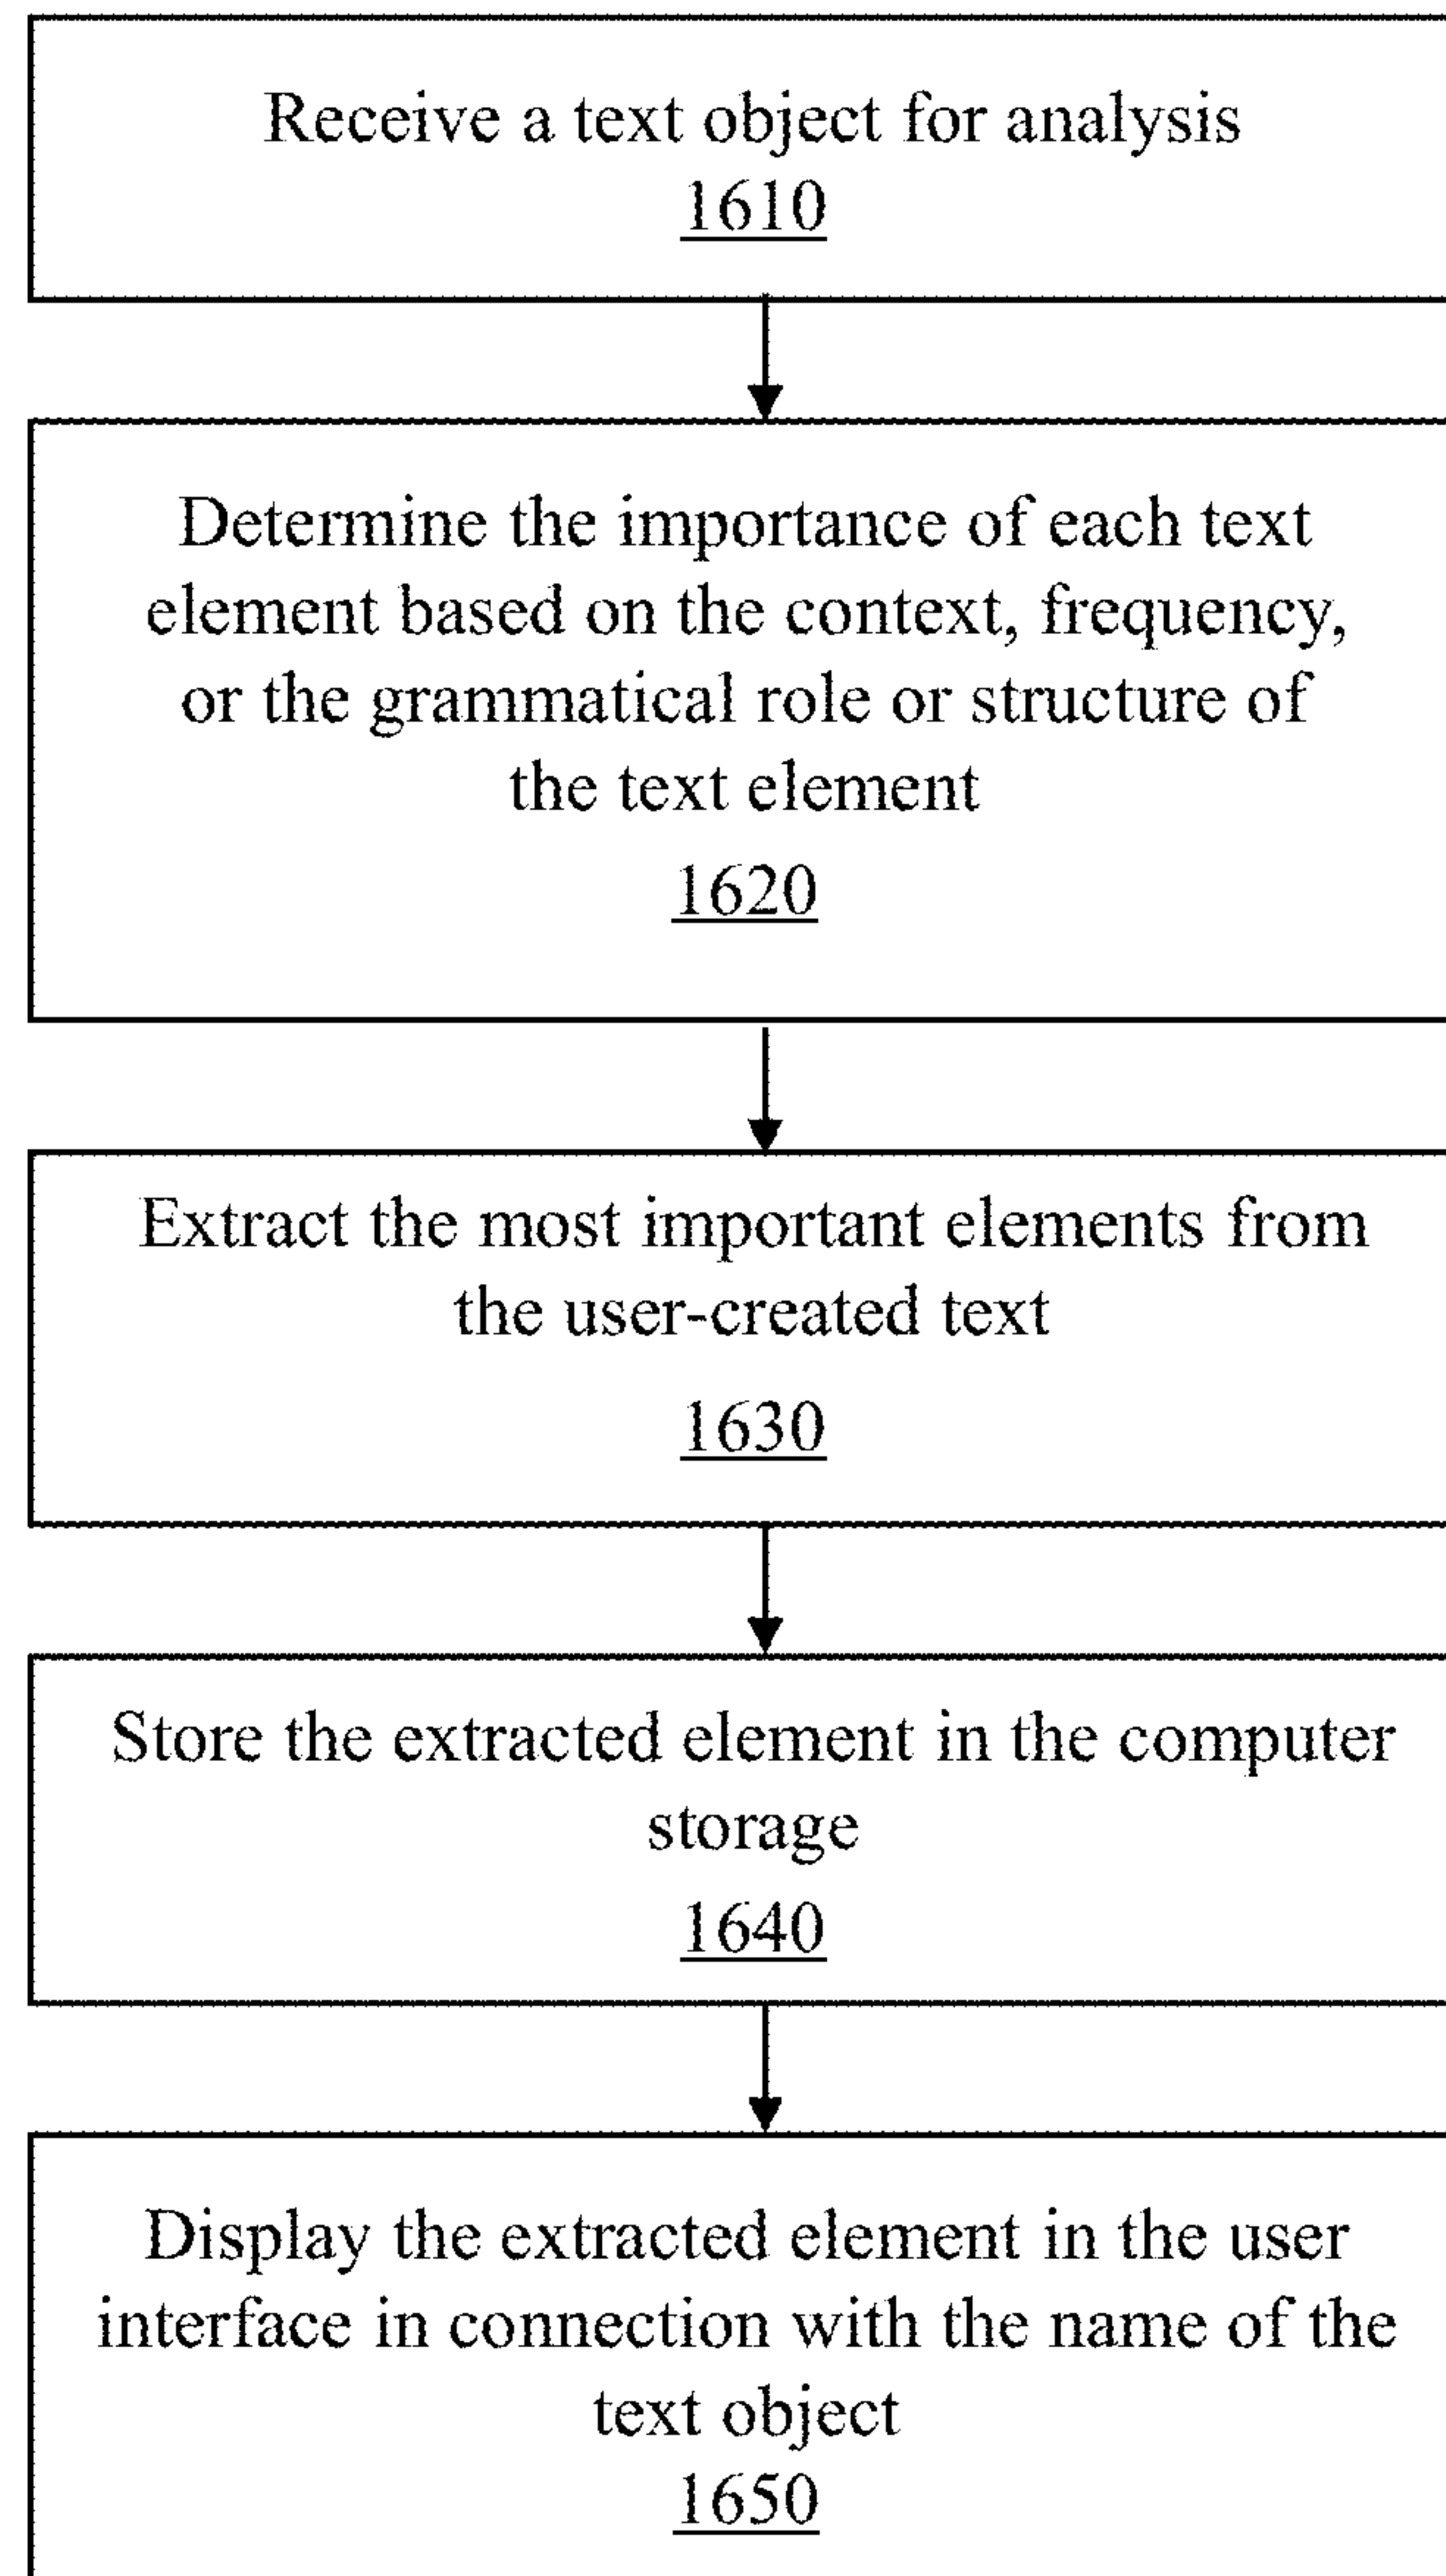 Receive a text object for analysis
1610
Determine the importance of each text
element based on the context, frequency,
or the grammatical role or structure of
the text element
1620
Extract the most important elements from
the user-created text
1630
Store the extracted element in the computer
storage
1640
Display the extracted element in the user
interface in connection with the name of the
text object
1650